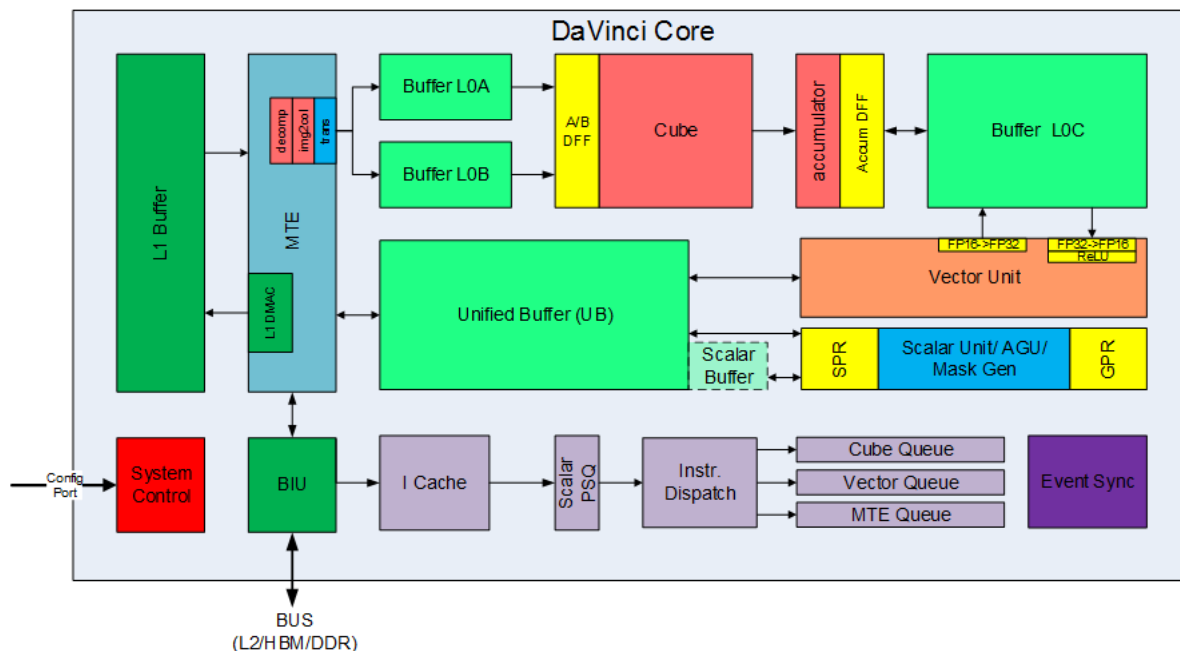 DaVinci Core
L1 Buffer
MTE
decomp
img2col
trans
L1 DMAC
Buffer L0A
Buffer L0B
A/B
DFF
Cube
accumulator
Accum DFF
Buffer L0C
FP16->FP32
FP32->FP16
ReLU
Vector Unit
Unified Buffer (UB)
Scalar
Buffer
SPR
Scalar Unit/ AGU/
Mask Gen
GPR
Config
Port
System
Control
BIU
I Cache
Scalar
PSQ
Instr.
Dispatch
Cube Queue
Vector Queue
MTE Queue
Event Sync
BUS
(L2/HBM/DDR)